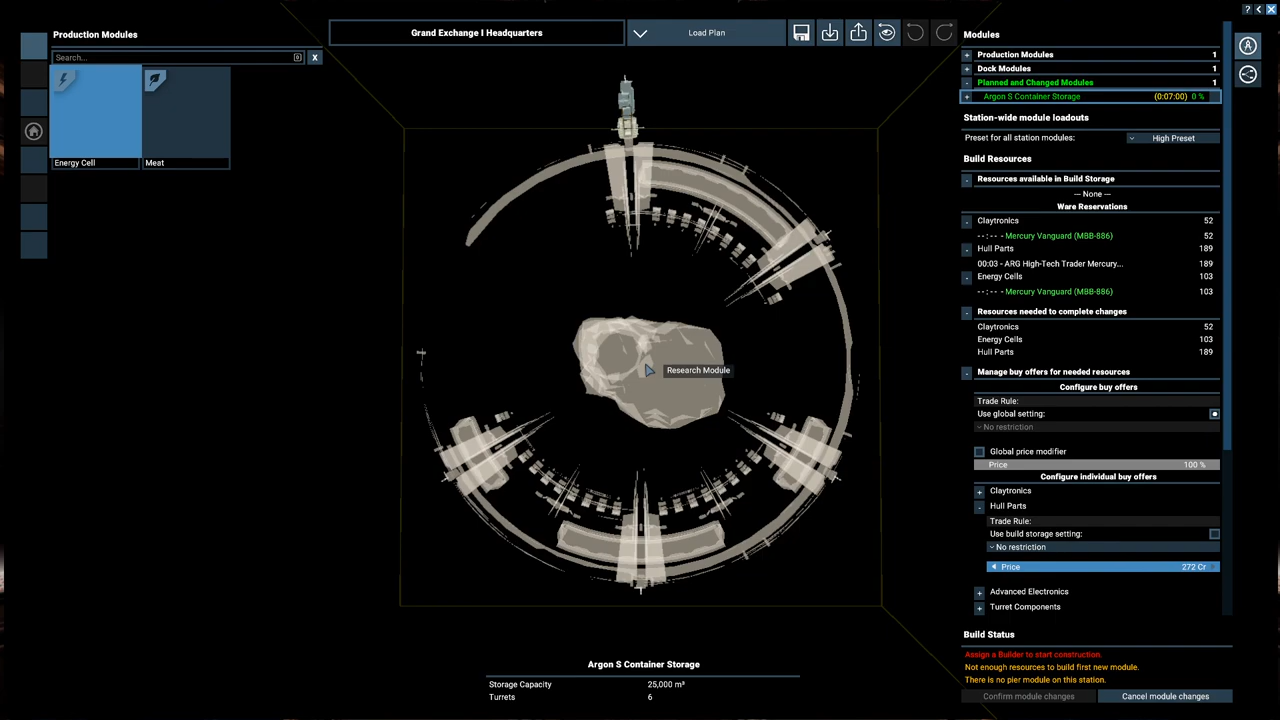 ? < X
Production Modules
Search...
X
Energy Cell
Meat
Grand Exchange I Headquarters
Load Plan
Research Module
Argon S Container Storage
Storage Capacity 25,000 m³
Turrets 6
Modules
+ Production Modules 1
+ Dock Modules 1
- Planned and Changed Modules 1
+ Argon S Container Storage (0:07:00) 0 %
Station-wide module loadouts
Preset for all station modules: High Preset
Build Resources
- Resources available in Build Storage
--- None ---
Ware Reservations
- Claytronics 52
--:-- - Mercury Vanguard (MBB-886) 52
- Hull Parts 189
00:03 - ARG High-Tech Trader Mercury... 189
- Energy Cells 103
--:-- - Mercury Vanguard (MBB-886) 103
- Resources needed to complete changes
Claytronics 52
Energy Cells 103
Hull Parts 189
- Manage buy offers for needed resources
Configure buy offers
Trade Rule:
Use global setting:
No restriction
Global price modifier
Price 100 %
Configure individual buy offers
+ Claytronics
- Hull Parts
Trade Rule:
Use build storage setting:
No restriction
Price 272 Cr
+ Advanced Electronics
+ Turret Components
Build Status
Assign a Builder to start construction.
Not enough resources to build first new module.
There is no pier module on this station.
Confirm module changes Cancel module changes